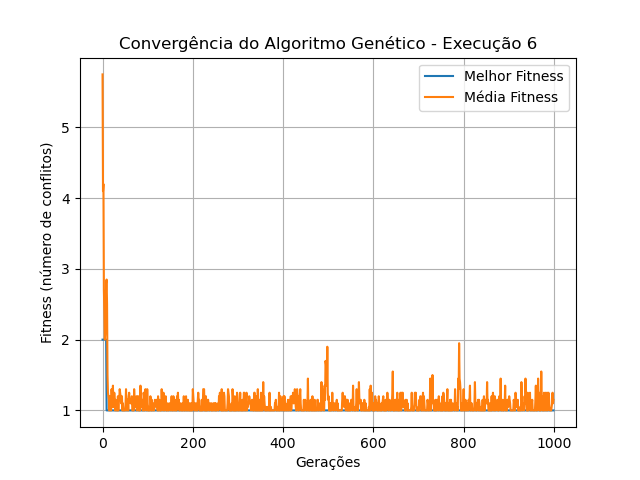 Convergência do Algoritmo Genético - Execução 6
Melhor Fitness
Média Fitness
Fitness (número de conflitos)
5
4
3
2
1
0 200 400 600 800 1000
Gerações